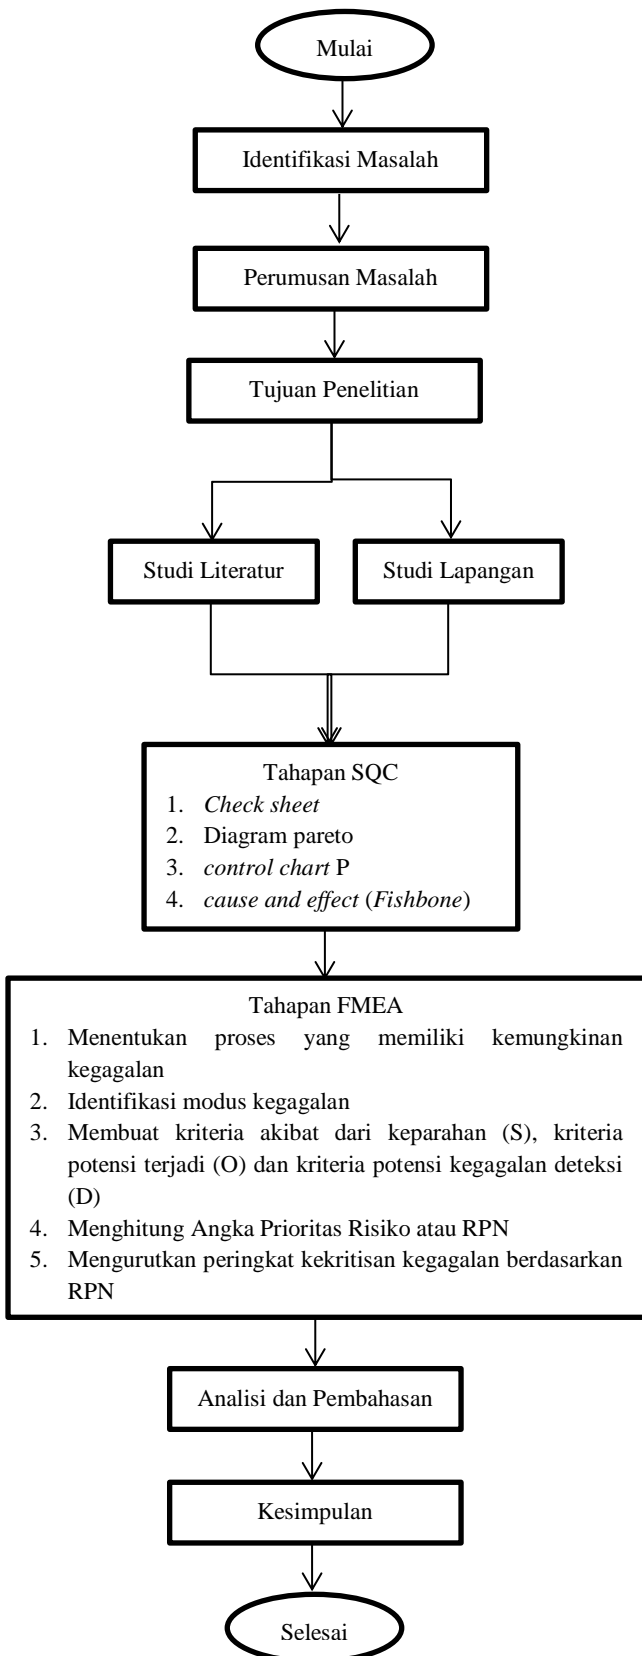 Mulai
Identifikasi Masalah
Perumusan Masalah
Tujuan Penelitian
Studi Literatur
Studi Lapangan
Tahapan SQC
1. Check sheet
2. Diagram pareto
3. control chart P
4. cause and effect (Fishbone)
Tahapan FMEA
1. Menentukan proses yang memiliki kemungkinan
kegagalan
2. Identifikasi modus kegagalan
3. Membuat kriteria akibat dari keparahan (S), kriteria
potensi terjadi (O) dan kriteria potensi kegagalan deteksi
(D)
4. Menghitung Angka Prioritas Risiko atau RPN
5. Mengurutkan peringkat kekritisan kegagalan berdasarkan
RPN
Analisi dan Pembahasan
Kesimpulan
Selesai